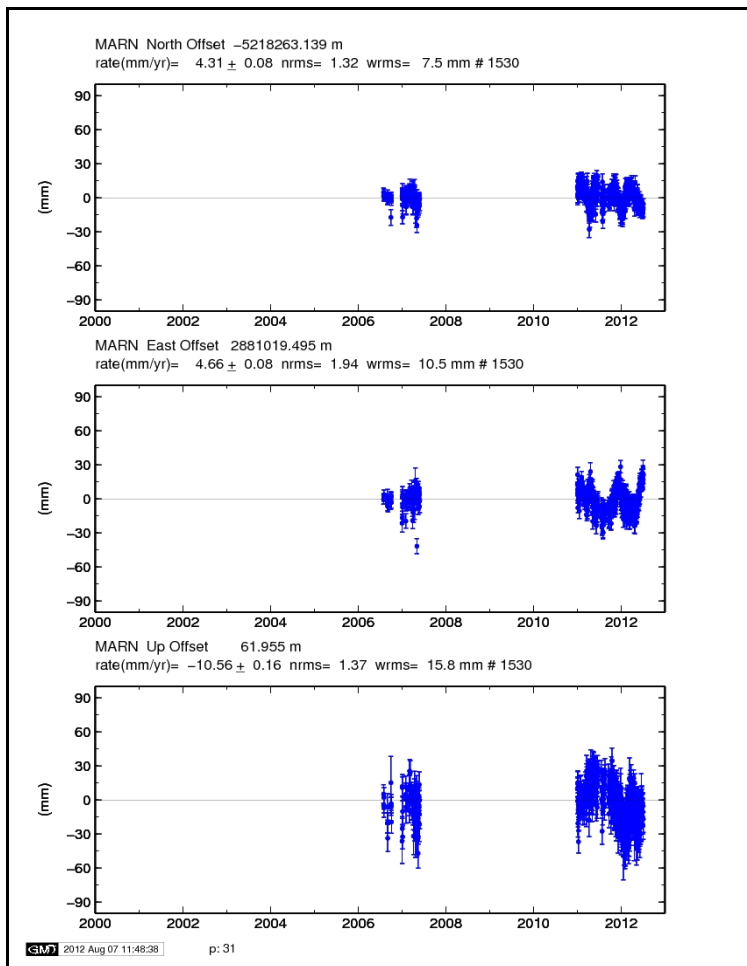 MARN North Offset −5218263.139 m
rate(mm/yr)= 4.31 ± 0.08 nrms= 1.32 wrms= 7.5 mm # 1530
90
60
30
0
−30
−60
−90
(mm)
2000 2002 2004 2006 2008 2010 2012
MARN East Offset 2881019.495 m
rate(mm/yr)= 4.66 ± 0.08 nrms= 1.94 wrms= 10.5 mm # 1530
90
60
30
0
−30
−60
−90
(mm)
2000 2002 2004 2006 2008 2010 2012
MARN Up Offset 61.955 m
rate(mm/yr)= −10.56 ± 0.16 nrms= 1.37 wrms= 15.8 mm # 1530
90
60
30
0
−30
−60
−90
(mm)
2000 2002 2004 2006 2008 2010 2012
GMT 2012 Aug 07 11:48:38 p: 31